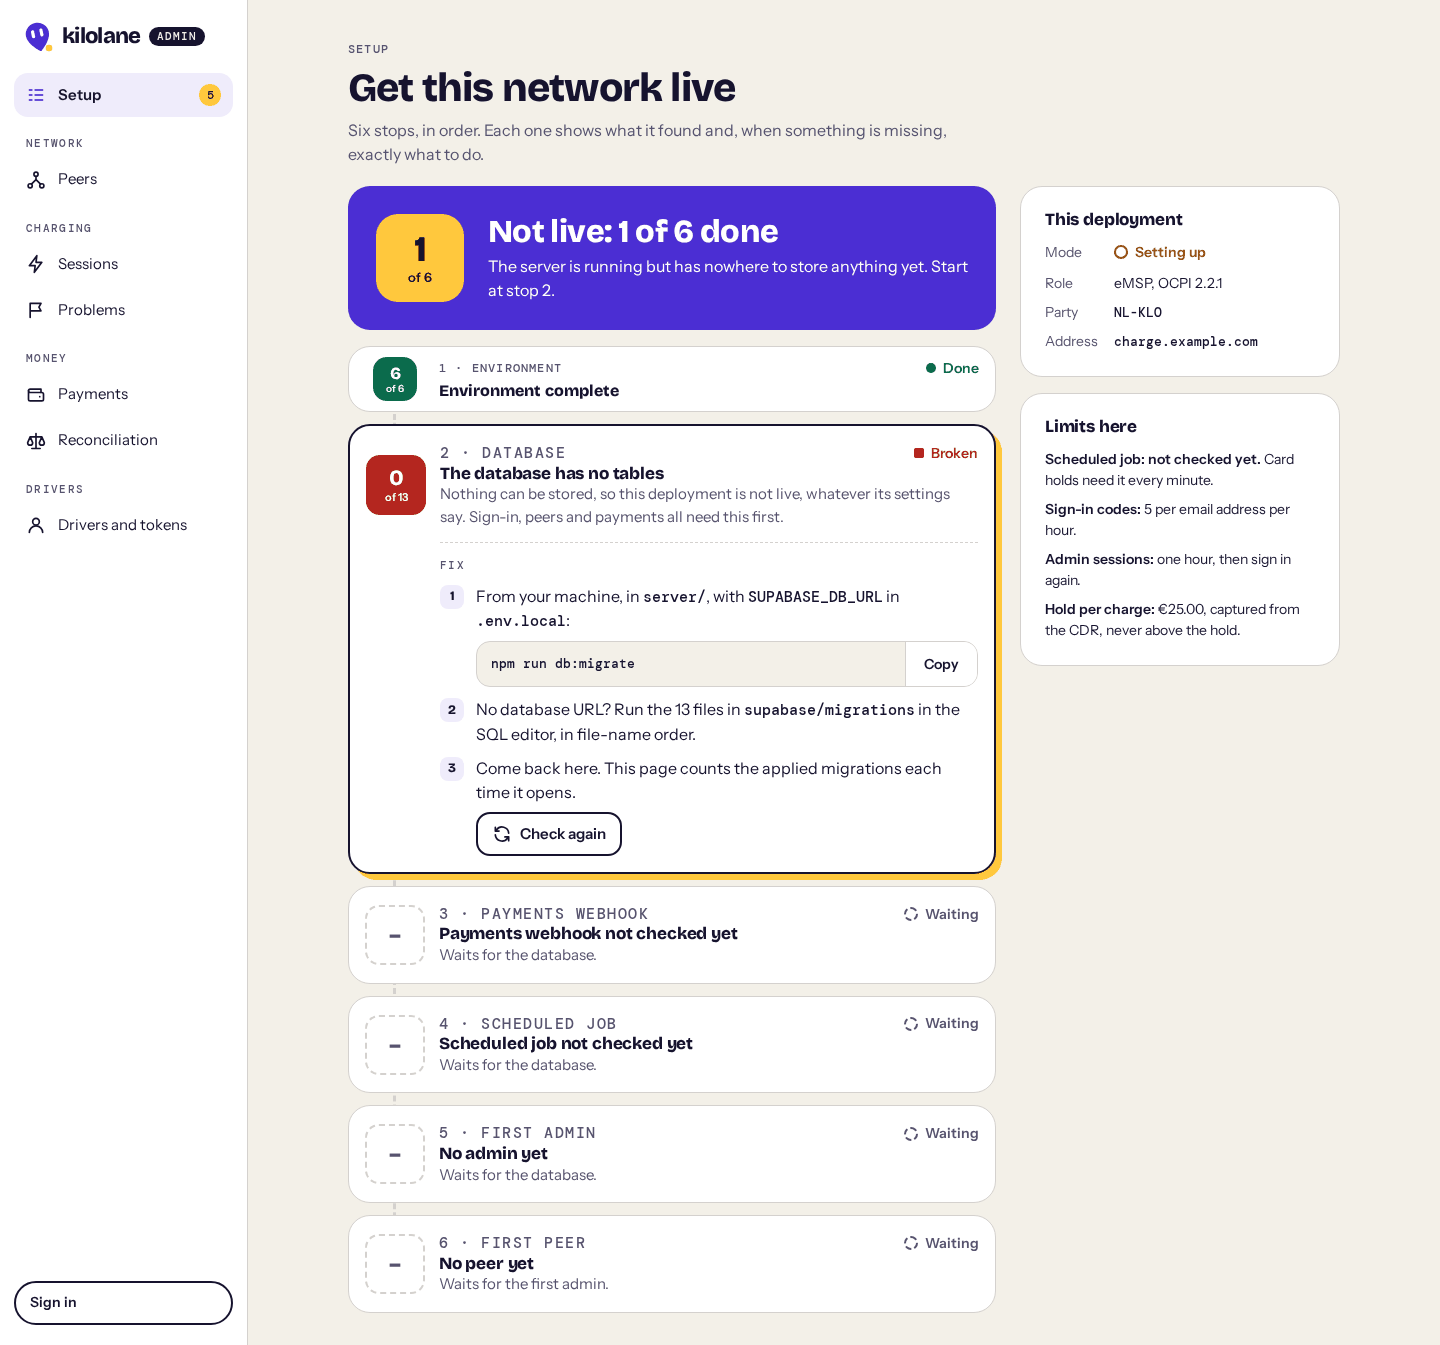 kilolane ADMIN
Setup 5
NETWORK
Peers
CHARGING
Sessions
Problems
MONEY
Payments
Reconciliation
DRIVERS
Drivers and tokens
Sign in
SETUP
Get this network live
Six stops, in order. Each one shows what it found and, when something is missing,
exactly what to do.
1
of 6
Not live: 1 of 6 done
The server is running but has nowhere to store anything yet. Start
at stop 2.
6
of 6
1 · ENVIRONMENT
Environment complete
Done
0
of 13
2 · DATABASE
Broken
The database has no tables
Nothing can be stored, so this deployment is not live, whatever its settings
say. Sign-in, peers and payments all need this first.
FIX
1 From your machine, in server/, with SUPABASE_DB_URL in
.env.local:
npm run db:migrate
Copy
2 No database URL? Run the 13 files in supabase/migrations in the
SQL editor, in file-name order.
3 Come back here. This page counts the applied migrations each
time it opens.
Check again
–
3 · PAYMENTS WEBHOOK
Waiting
Payments webhook not checked yet
Waits for the database.
–
4 · SCHEDULED JOB
Waiting
Scheduled job not checked yet
Waits for the database.
–
5 · FIRST ADMIN
Waiting
No admin yet
Waits for the database.
–
6 · FIRST PEER
Waiting
No peer yet
Waits for the first admin.
This deployment
Mode Setting up
Role eMSP, OCPI 2.2.1
Party NL-KLO
Address charge.example.com
Limits here
Scheduled job: not checked yet. Card
holds need it every minute.
Sign-in codes: 5 per email address per
hour.
Admin sessions: one hour, then sign in
again.
Hold per charge: €25.00, captured from
the CDR, never above the hold.